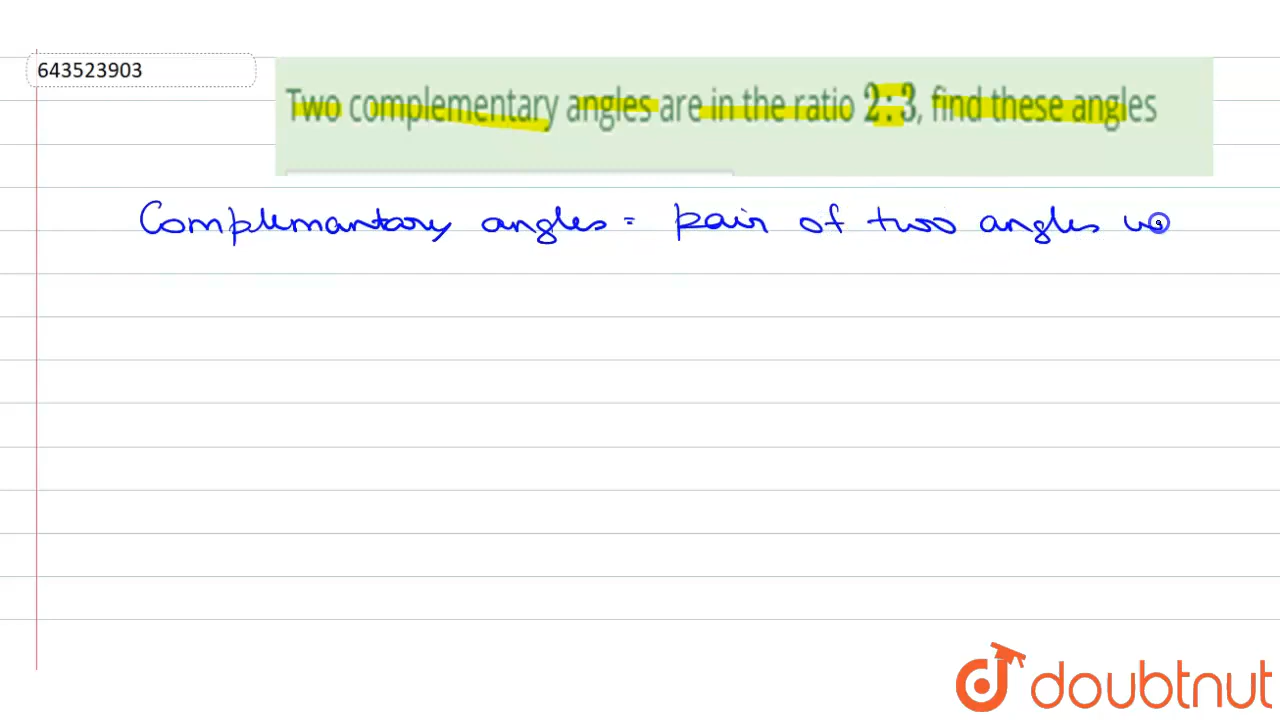 643523903
Two complementary angles are in the ratio 2:3, find these angles
Complemantary angles = pair of two angles
doubtnut